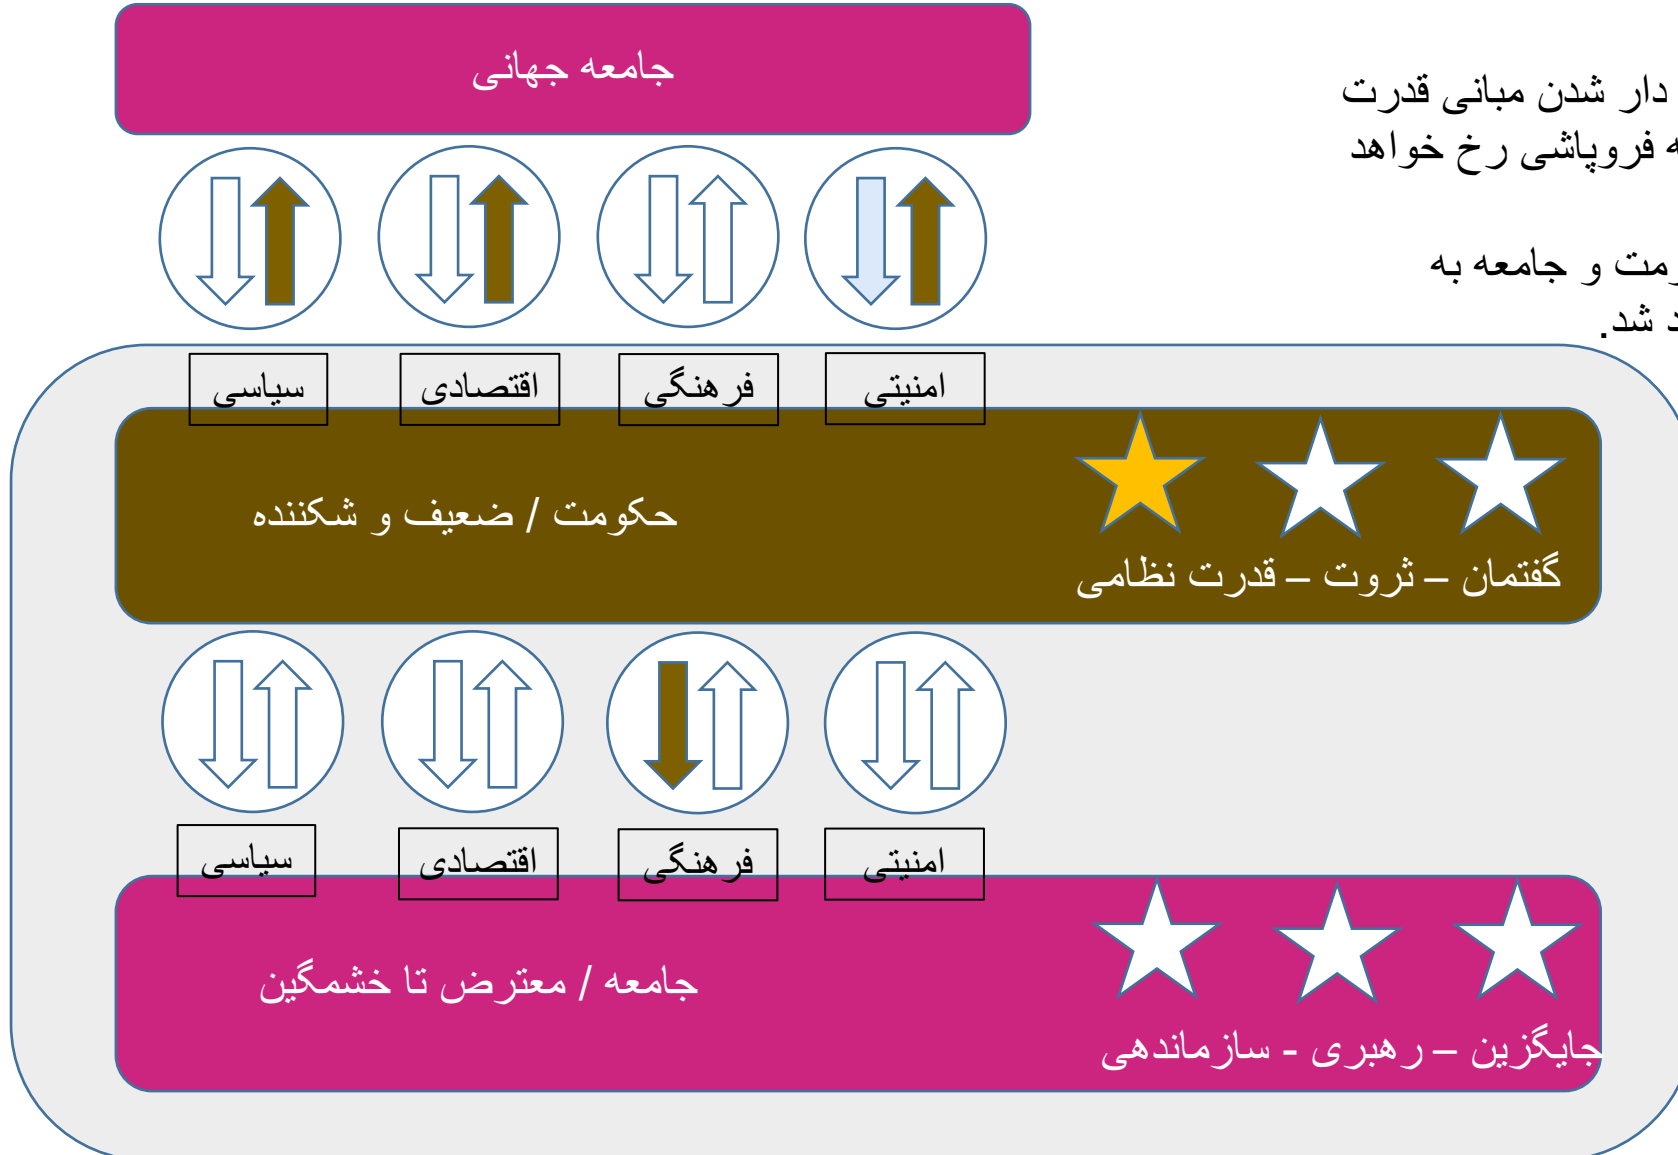 جامعه جهانی
دار شدن مبانی قدرت
فروپاشی رخ خواهد
و جامعه به
شد.
سیاسی
اقتصادی
فرهنگی
امنیتی
حکومت / ضعیف و شکننده
گفتمان – ثروت – قدرت نظامی
سیاسی
اقتصادی
فرهنگی
امنیتی
جامعه / معترض تا خشمگین
جایگزین – رهبری - سازماندهی